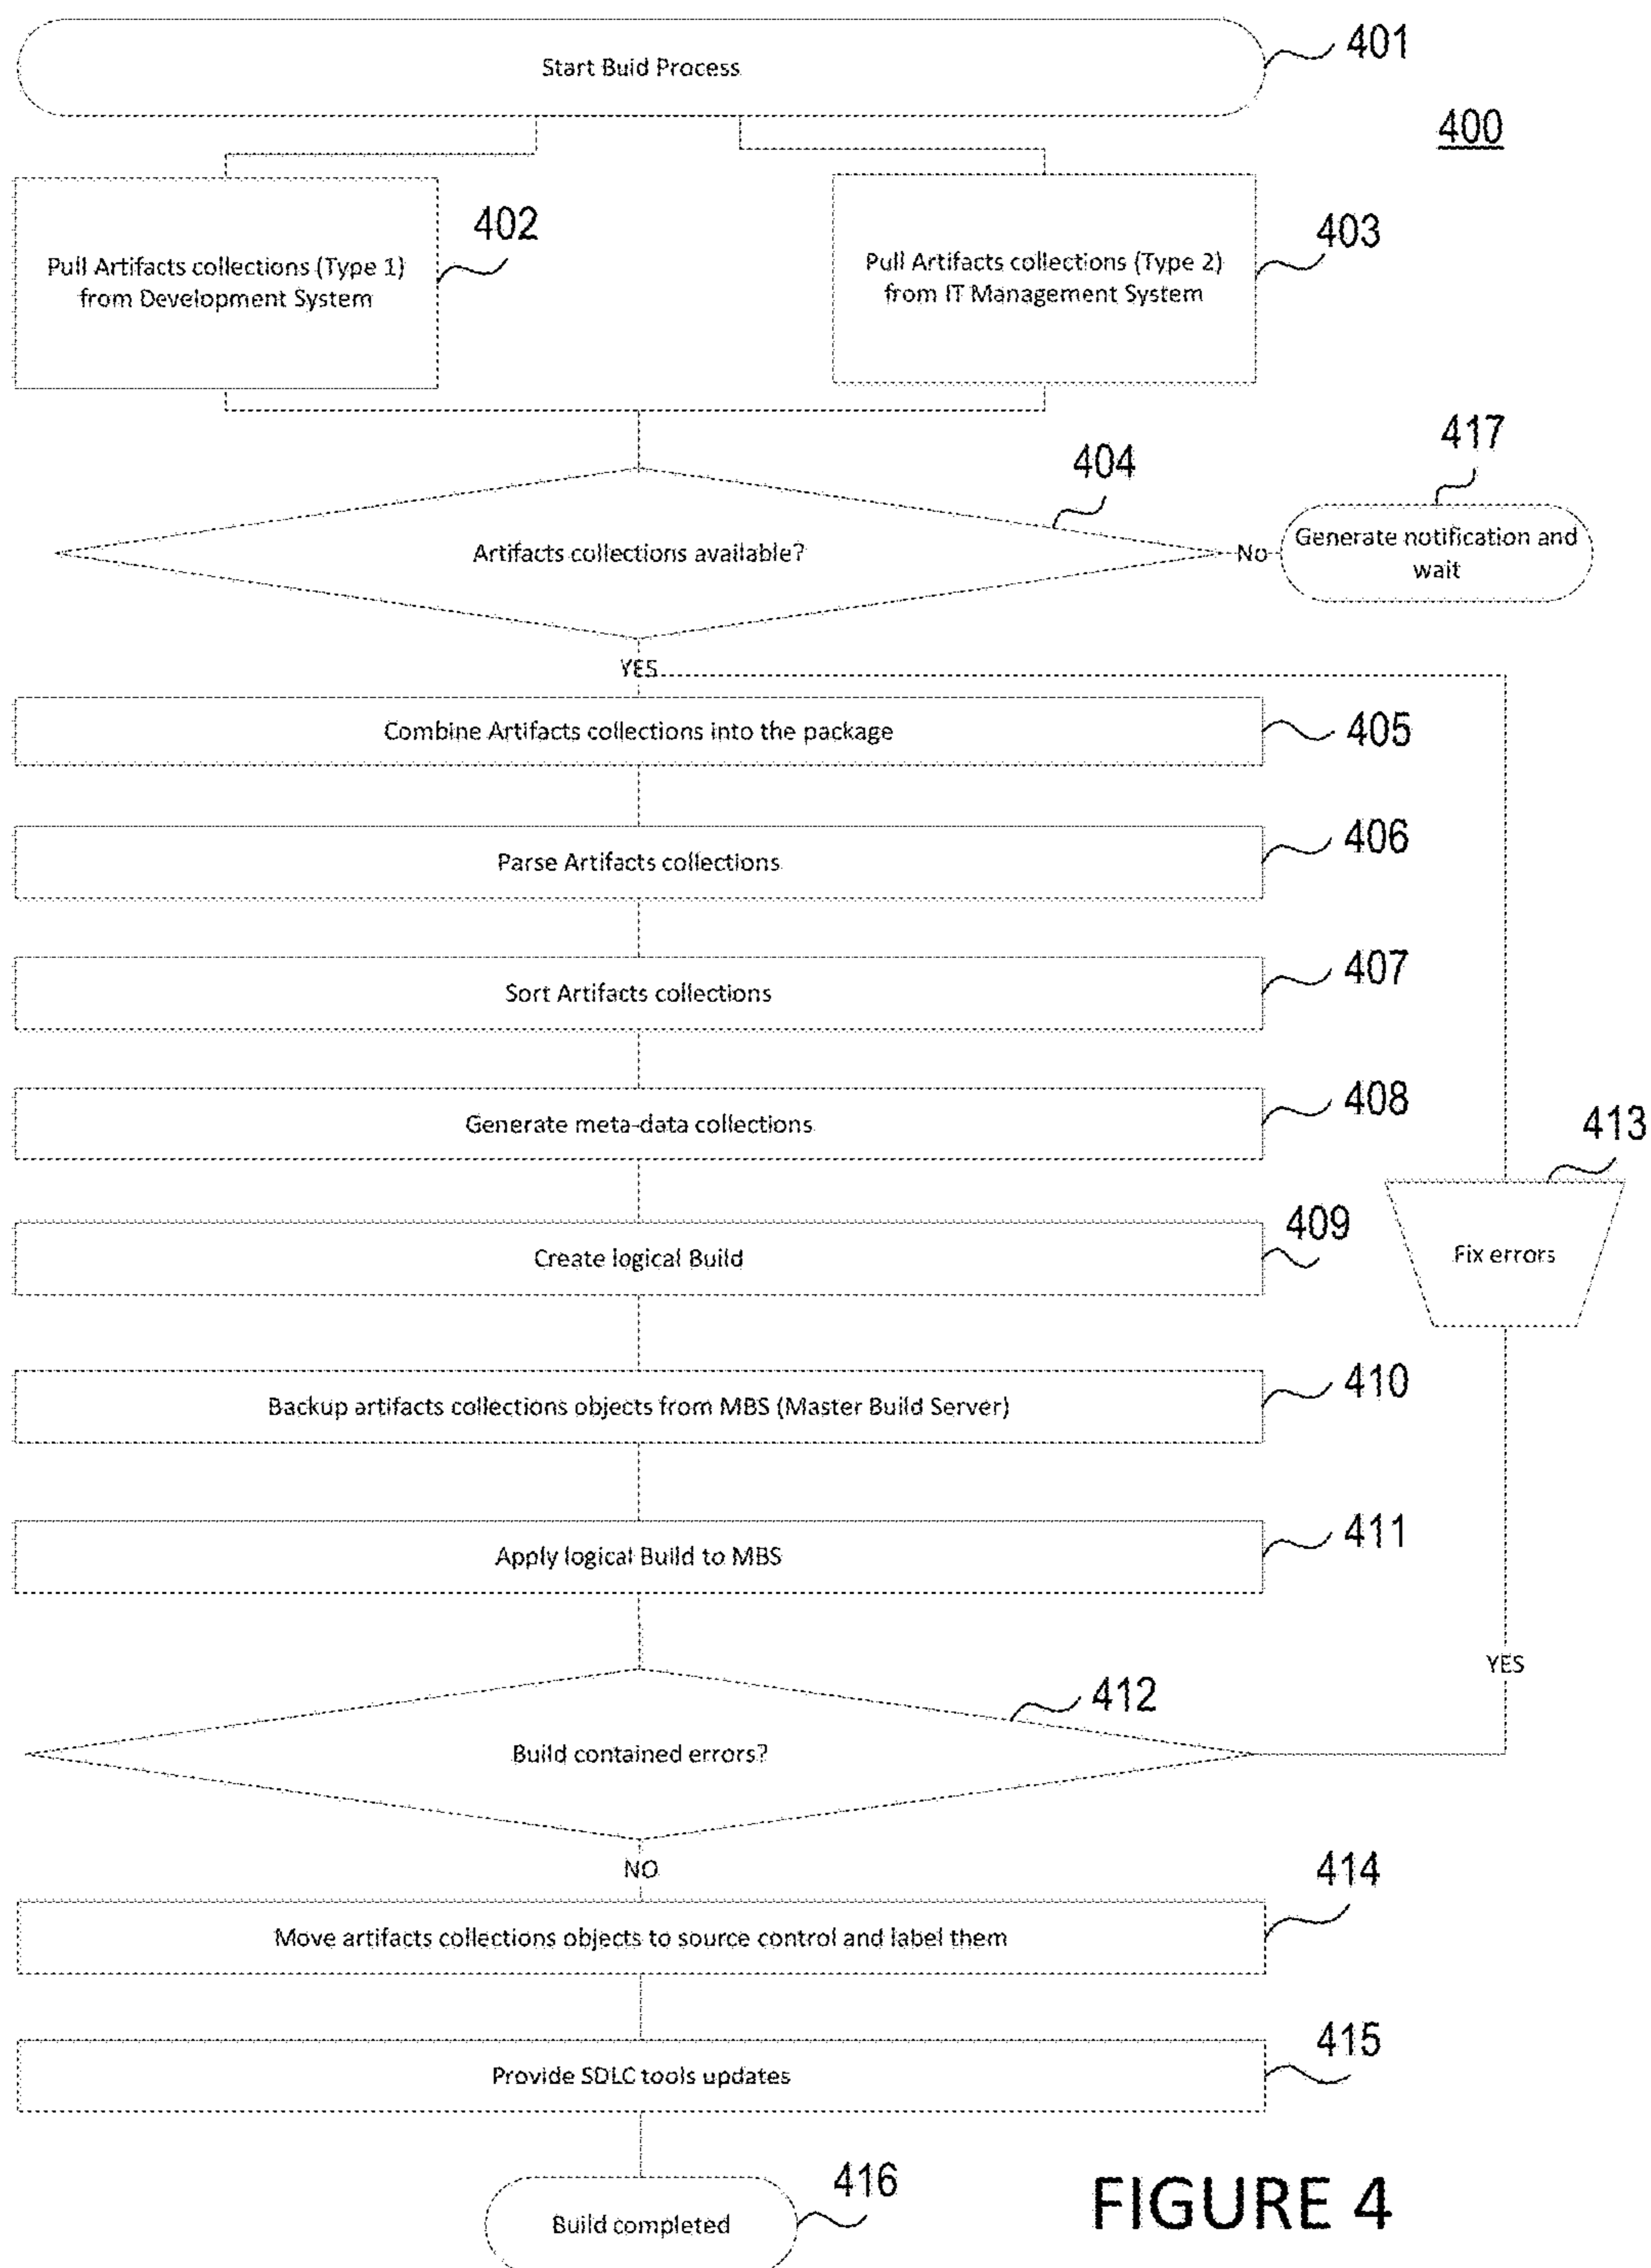 Start Buid Process
401
400
Pull Artifacts collections (Type 1)
from Development System
402
Pull Artifacts collections (Type 2)
from IT Management System
403
Artifacts collections available?
404
No
417
Generate notification and
wait
YES
Combine Artifacts collections into the package
405
Parse Artifacts collections
406
Sort Artifacts collections
407
Generate meta-data collections
408
413
Fix errors
Create logical Build
409
Backup artifacts collections objects from MBS (Master Build Server)
410
Apply logical Build to MBS
411
YES
Build contained errors?
412
NO
Move artifacts collections objects to source control and label them
414
Provide SDLC tools updates
415
Build completed
416
FIGURE 4